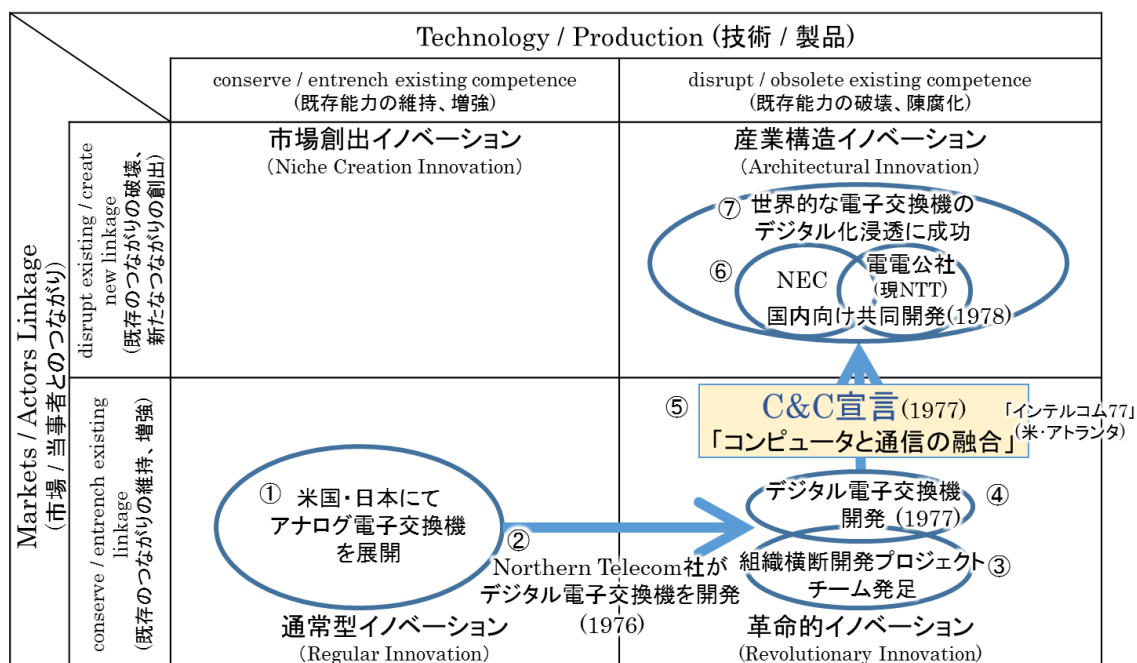 Technology / Production (技術 / 製品)
conserve / entrench existing competence
(既存能力の維持、増強)
disrupt / obsolete existing competence
(既存能力の破壊、陳腐化)
Markets / Actors Linkage
(市場 / 当事者とのつながり)
disrupt existing / create
new linkage
(既存のつながりの破壊、
新たなつながりの創出)
市場創出イノベーション
(Niche Creation Innovation)
産業構造イノベーション
(Architectural Innovation)
⑦ 世界的な電子交換機の
デジタル化浸透に成功
⑥
NEC
電電公社
(現NTT)
国内向け共同開発(1978)
conserve / entrench existing
linkage
(既存のつながりの維持、増強)
⑤
C&C宣言(1977)
「コンピュータと通信の融合」
「インテルコム77」
(米・アトランタ)
① 米国・日本にて
アナログ電子交換機
を展開
②
Northern Telecom社が
デジタル電子交換機を開発
(1976)
デジタル電子交換機
開発 (1977)
④
組織横断開発プロジェクト
チーム発足
③
通常型イノベーション
(Regular Innovation)
革命的イノベーション
(Revolutionary Innovation)